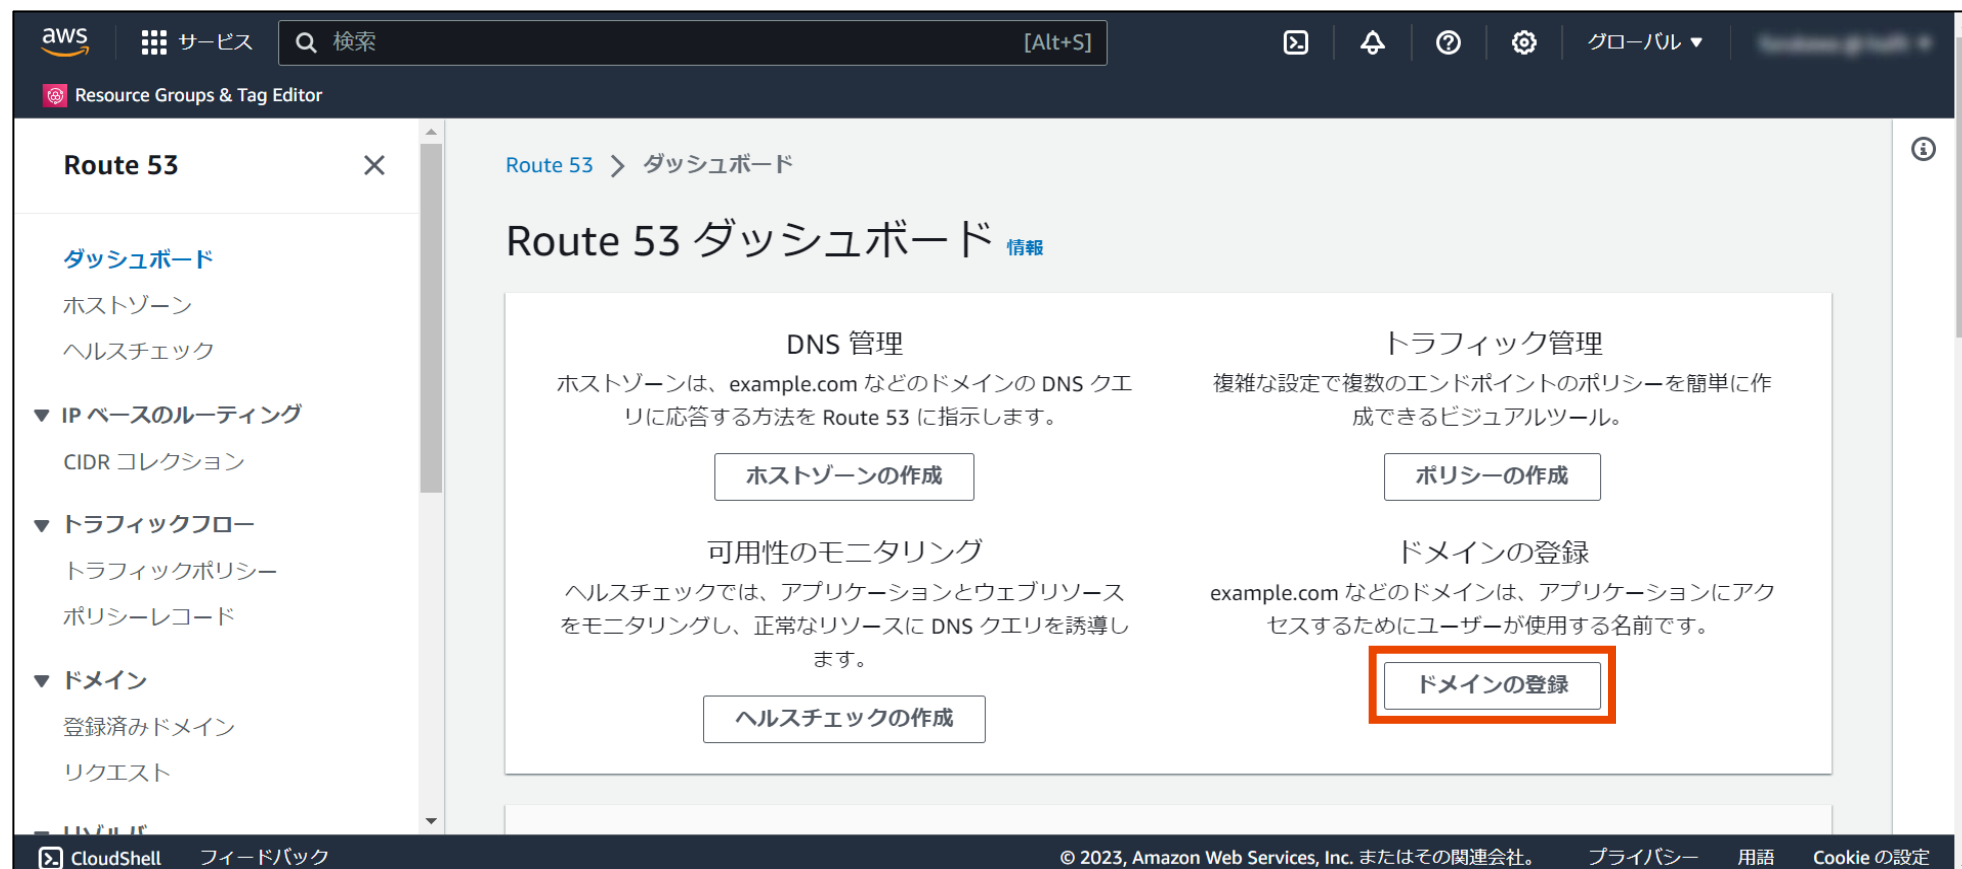 aws サービス 検索 [Alt+S] グローバル ▼
Resource Groups & Tag Editor
Route 53
ダッシュボード
ホストゾーン
ヘルスチェック
▼ IP ベースのルーティング
CIDR コレクション
▼ トラフィックフロー
トラフィックポリシー
ポリシーレコード
▼ ドメイン
登録済みドメイン
リクエスト
リゾルバ
Route 53 > ダッシュボード
Route 53 ダッシュボード 情報
DNS 管理
ホストゾーンは、example.com などのドメインの DNS クエ
リに応答する方法を Route 53 に指示します。
ホストゾーンの作成
トラフィック管理
複雑な設定で複数のエンドポイントのポリシーを簡単に作
成できるビジュアルツール。
ポリシーの作成
可用性のモニタリング
ヘルスチェックでは、アプリケーションとウェブリソース
をモニタリングし、正常なリソースに DNS クエリを誘導し
ます。
ヘルスチェックの作成
ドメインの登録
example.com などのドメインは、アプリケーションにアク
セスするためにユーザーが使用する名前です。
ドメインの登録
CloudShell フィードバック © 2023, Amazon Web Services, Inc. またはその関連会社。 プライバシー 用語 Cookie の設定